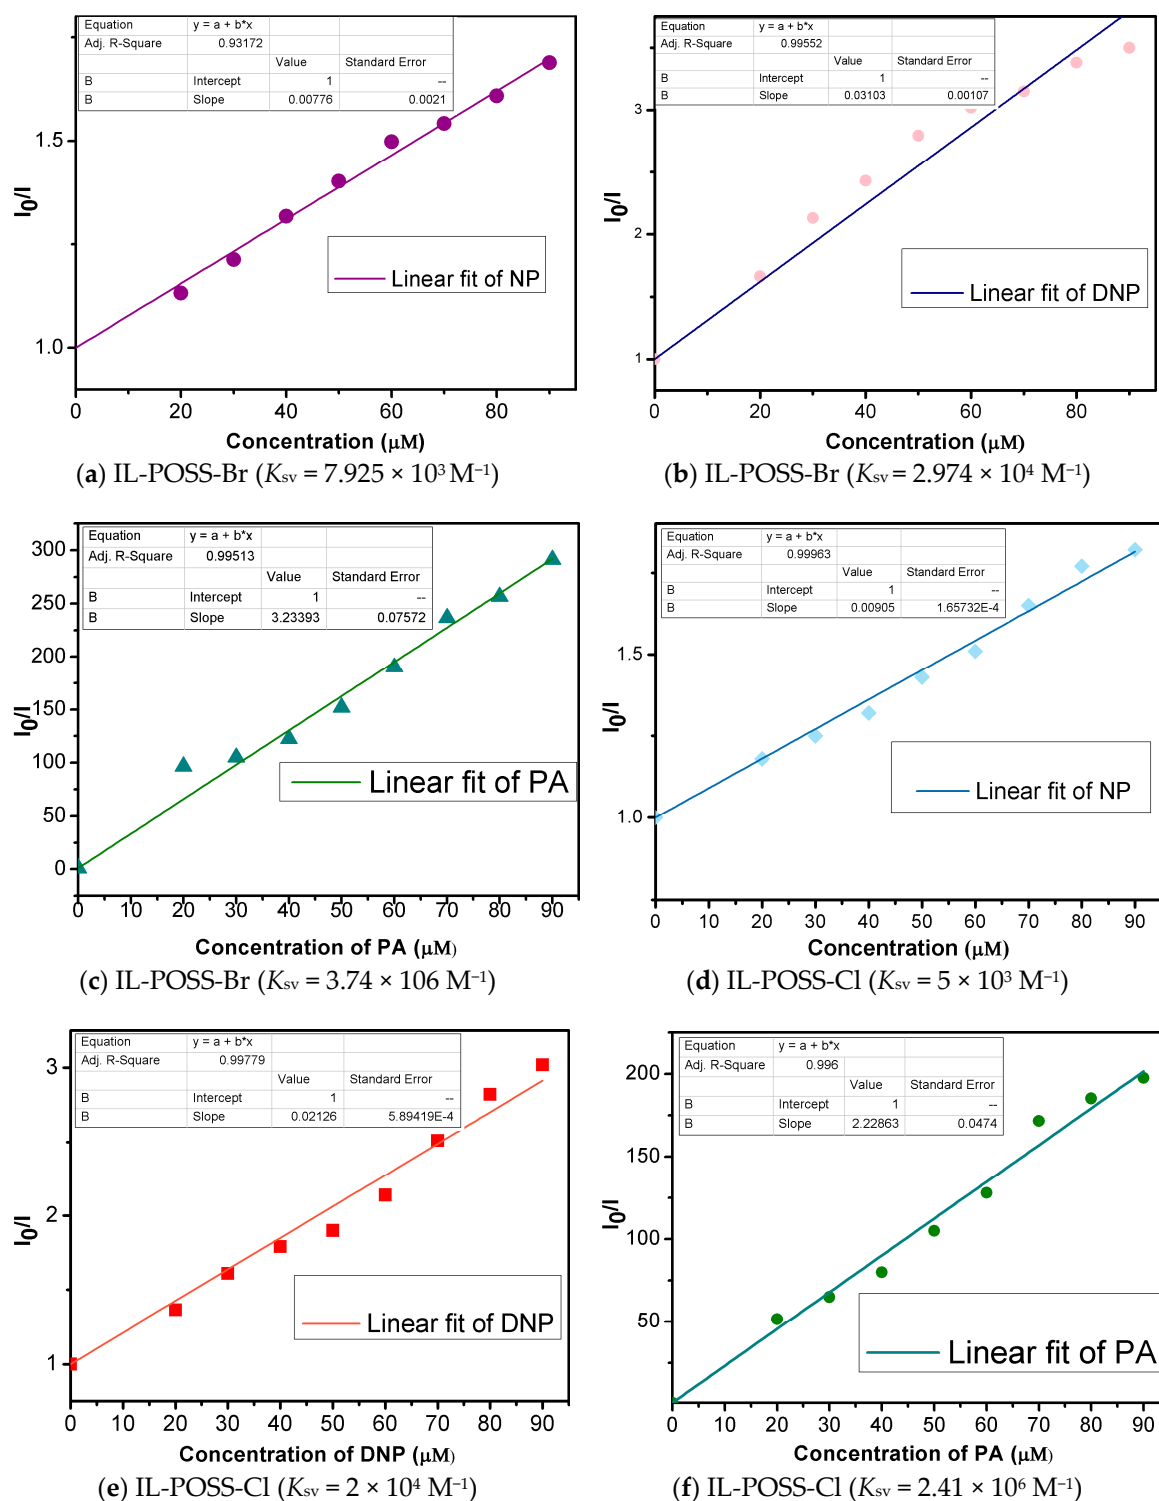 Equation y = a + b*x
Adj. R-Square 0.93172
Value Standard Error
B Intercept 1 --
B Slope 0.00776 0.0021
1.5
1.0
I0/I
Linear fit of NP
0 20 40 60 80
Concentration (μM)
(a) IL-POSS-Br (Ksv = 7.925 × 10³ M⁻¹)
Equation y = a + b*x
Adj. R-Square 0.99552
Value Standard Error
B Intercept 1 --
B Slope 0.03103 0.00107
3
2
1
I0/I
Linear fit of DNP
0 20 40 60 80
Concentration (μM)
(b) IL-POSS-Br (Ksv = 2.974 × 10⁴ M⁻¹)
Equation y = a + b*x
Adj. R-Square 0.99513
Value Standard Error
B Intercept 1 --
B Slope 3.23393 0.07572
300
250
200
150
100
50
0
I0/I
Linear fit of PA
0 10 20 30 40 50 60 70 80 90
Concentration of PA (μM)
(c) IL-POSS-Br (Ksv = 3.74 × 106 M⁻¹)
Equation y = a + b*x
Adj. R-Square 0.99963
Value Standard Error
B Intercept 1 --
B Slope 0.00905 1.65732E-4
1.5
1.0
I0/I
Linear fit of NP
0 10 20 30 40 50 60 70 80 90
Concentration (μM)
(d) IL-POSS-Cl (Ksv = 5 × 10³ M⁻¹)
Equation y = a + b*x
Adj. R-Square 0.99779
Value Standard Error
B Intercept 1 --
B Slope 0.02126 5.89419E-4
3
2
1
I0/I
Linear fit of DNP
0 10 20 30 40 50 60 70 80 90
Concentration of DNP (μM)
(e) IL-POSS-Cl (Ksv = 2 × 10⁴ M⁻¹)
Equation y = a + b*x
Adj. R-Square 0.996
Value Standard Error
B Intercept 1 --
B Slope 2.22863 0.0474
200
150
100
50
I0/I
Linear fit of PA
0 10 20 30 40 50 60 70 80 90
Concentration of PA (μM)
(f) IL-POSS-Cl (Ksv = 2.41 × 10⁶ M⁻¹)